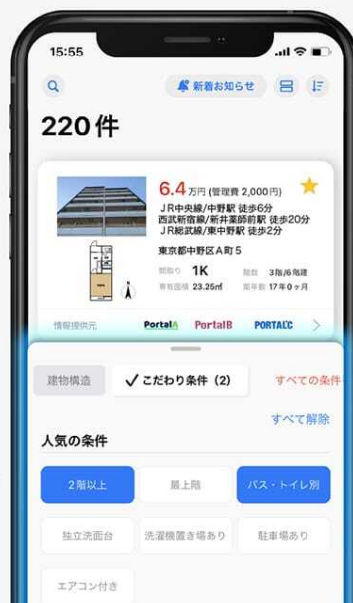 15:55
新着お知らせ
220件
6.4万円(管理費 2,000円)
JR中央線/中野駅 徒歩6分
西武新宿線/新井薬師前駅 徒歩20分
JR総武線/東中野駅 徒歩2分
東京都中野区A町5
間取り 1K 階数 3階/6階建
専有面積 23.25㎡ 築年数 17年0ヶ月
情報提供元 PortalA PortalB PORTAL'C
建物構造 こだわり条件(2) すべての条件
すべて解除
人気の条件
2階以上 最上階 バス・トイレ別
独立洗面台 洗濯機置き場あり 駐車場あり
エアコン付き